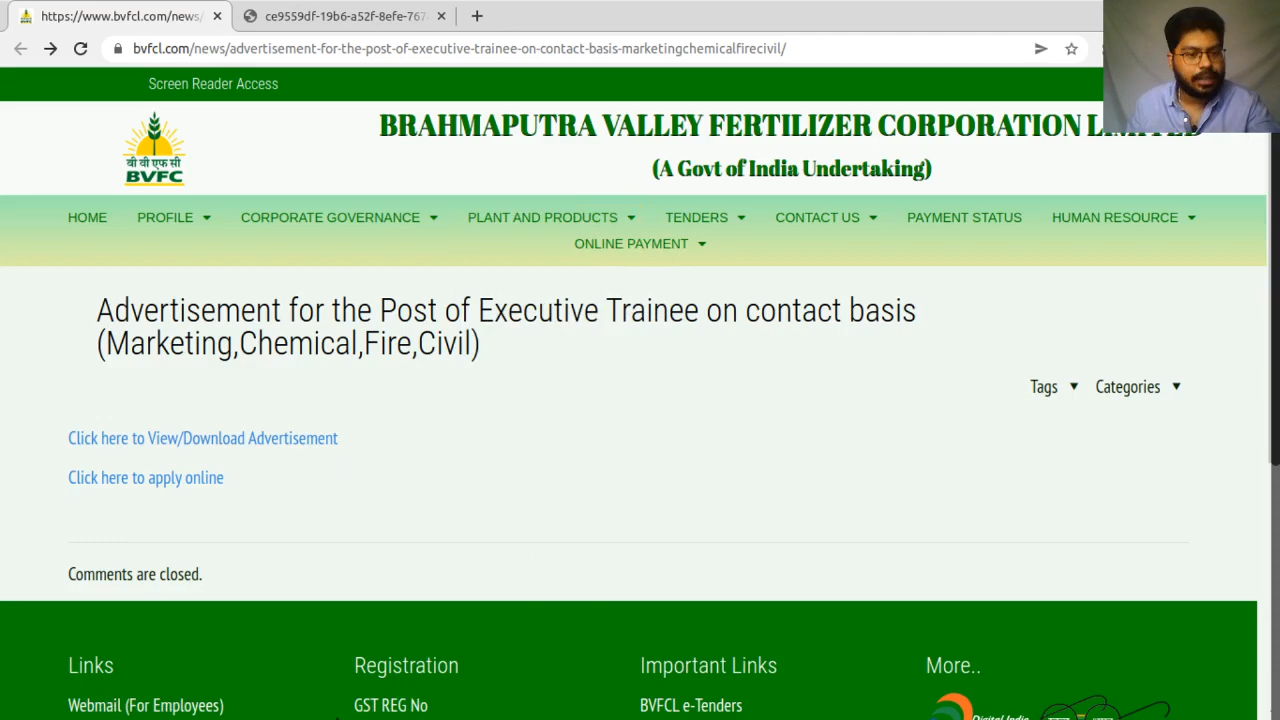 https://www.bvfcl.com/news/
ce9559df-19b6-a52f-8efe-767
bvfcl.com/news/advertisement-for-the-post-of-executive-trainee-on-contact-basis-marketingchemicalfirecivil/
Screen Reader Access
वी वी एफ सी
BVFC
BRAHMAPUTRA VALLEY FERTILIZER CORPORATION
(A Govt of India Undertaking)
HOME PROFILE CORPORATE GOVERNANCE PLANT AND PRODUCTS TENDERS CONTACT US PAYMENT STATUS HUMAN RESOURCE
ONLINE PAYMENT
Advertisement for the Post of Executive Trainee on contact basis
(Marketing,Chemical,Fire,Civil)
Tags Categories
Click here to View/Download Advertisement
Click here to apply online
Comments are closed.
Links Registration Important Links More..
Webmail (For Employees) GST REG No BVFCL e-Tenders
Digital India